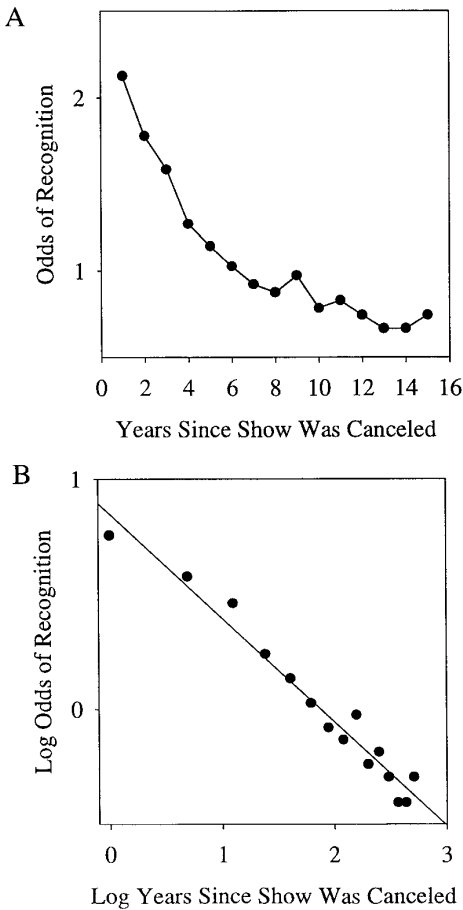 A
Odds of Recognition
2
1
0 2 4 6 8 10 12 14 16
Years Since Show Was Canceled
B
Log Odds of Recognition
1
0
0 1 2 3
Log Years Since Show Was Canceled